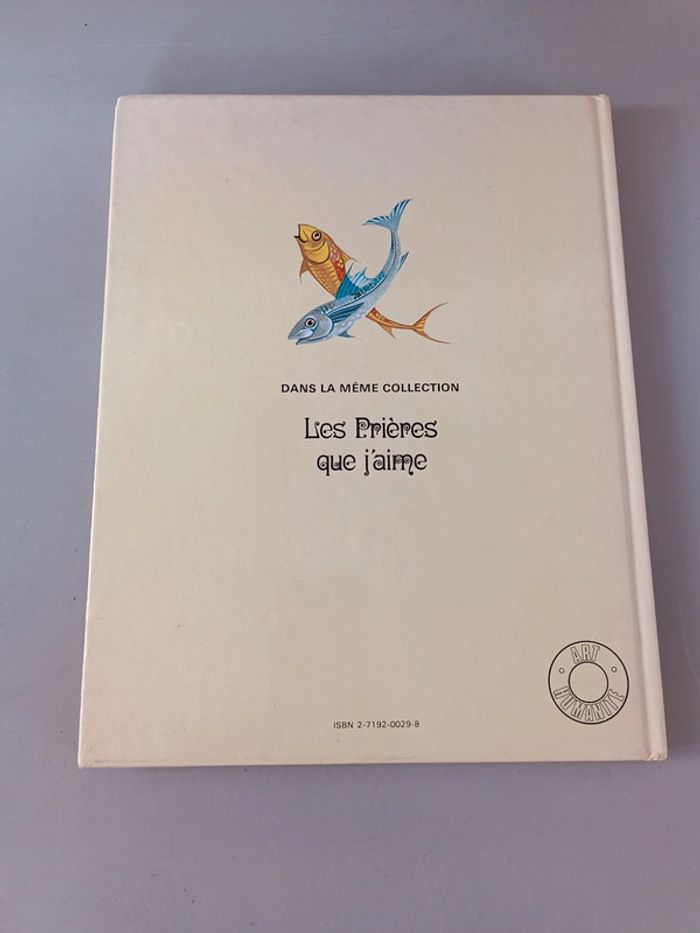 DANS LA MÊME COLLECTION
Les Prières
que j'aime
ART
HUMANITÉ
ISBN 2-7192-0029-8